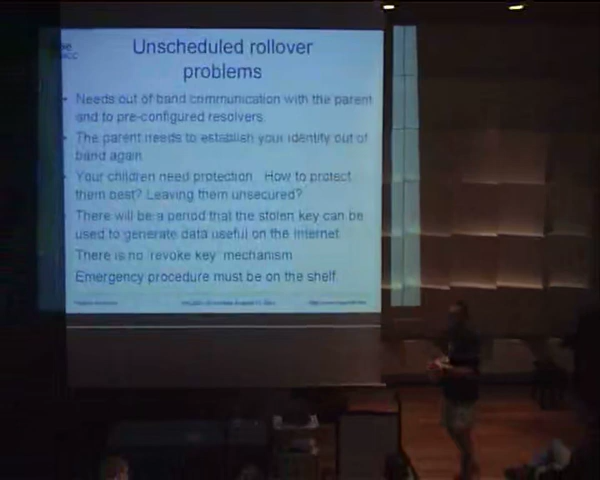 Unscheduled rollover
problems
Needs out of band communication with the parent
and to pre-configured resolvers
The parent needs to establish your identity out of
band again
Your children need protection. How to protect
them best? Leaving them unsecured?
There will be a period that the stolen key can be
used to generate data useful on the Internet
There is no 'revoke key' mechanism
Emergency procedure must be on the shelf